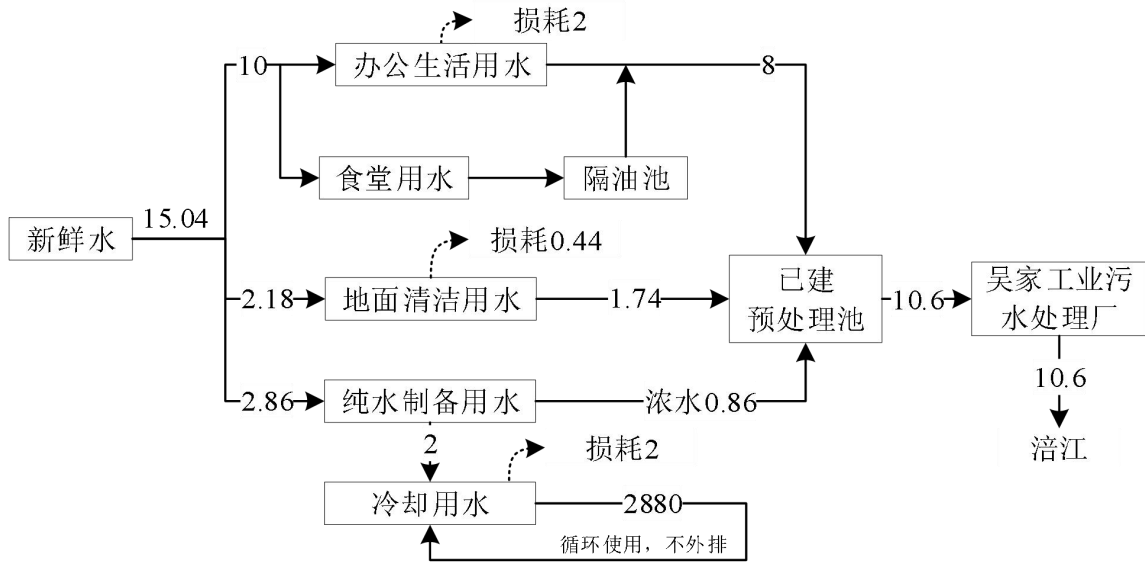 损耗2
10
办公生活用水
8
食堂用水
隔油池
15.04
新鲜水
损耗0.44
2.18
地面清洁用水
1.74
已建
预处理池
10.6
吴家工业污
水处理厂
10.6
涪江
2.86
纯水制备用水
浓水0.86
2
损耗2
冷却用水
2880
循环使用，不外排